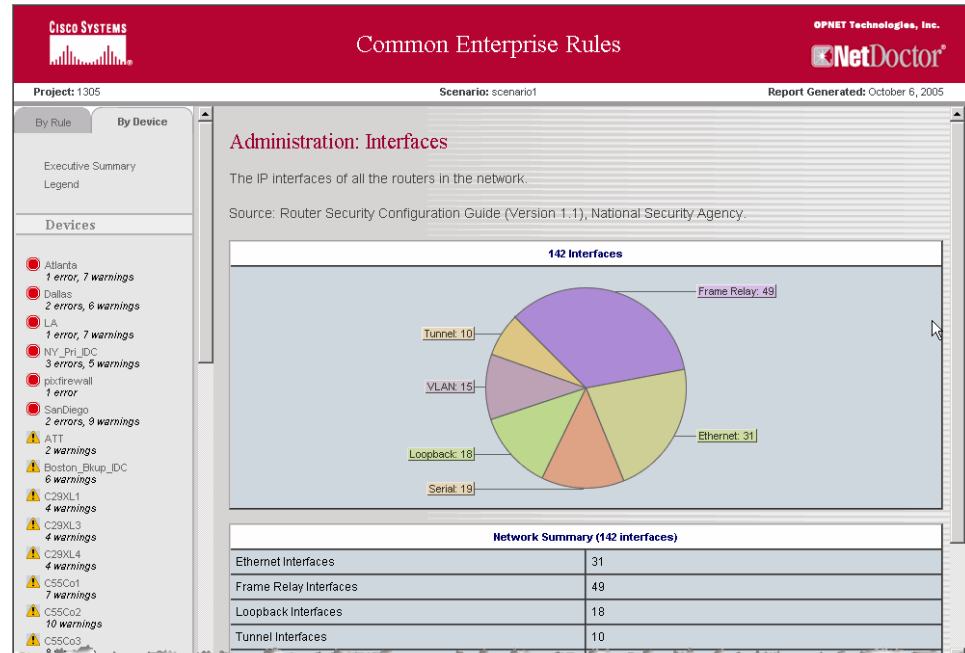 CISCO SYSTEMS
Common Enterprise Rules
OPNET Technologies, Inc.
NetDoctor®
Project: 1305
Scenario: scenario1
Report Generated: October 6, 2005
By Rule
By Device
Executive Summary
Legend
Devices
Atlanta
1 error, 7 warnings
Dallas
2 errors, 6 warnings
LA
1 error, 7 warnings
NY_Pri_IDC
3 errors, 5 warnings
pixfirewall
1 error
SanDiego
2 errors, 9 warnings
ATT
2 warnings
Boston_Bkup_IDC
6 warnings
C29XL1
4 warnings
C29XL3
4 warnings
C29XL4
4 warnings
C55Co1
7 warnings
C55Co2
10 warnings
C55Co3
Administration: Interfaces
The IP interfaces of all the routers in the network.
Source: Router Security Configuration Guide (Version 1.1), National Security Agency.
142 Interfaces
Frame Relay: 49
Tunnel: 10
VLAN: 15
Ethernet: 31
Loopback: 18
Serial: 19
Network Summary (142 interfaces)
Ethernet Interfaces 31
Frame Relay Interfaces 49
Loopback Interfaces 18
Tunnel Interfaces 10